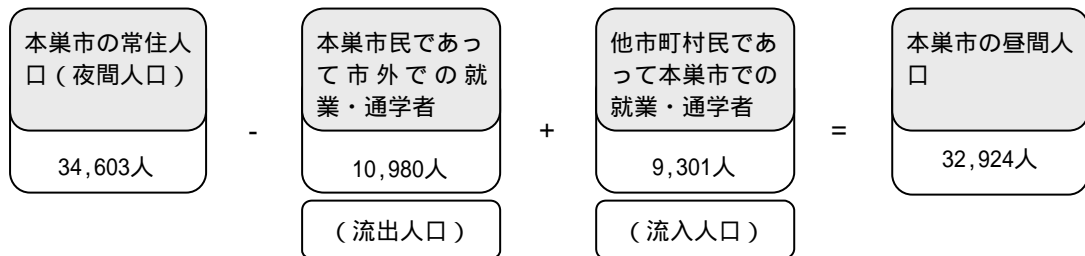 本巣市の常住人
口（夜間人口）
34,603人
-
本巣市民であっ
て市外での就
業・通学者
10,980人
（流出人口）
+
他市町村民であ
って本巣市での
就業・通学者
9,301人
（流入人口）
=
本巣市の昼間人
口
32,924人